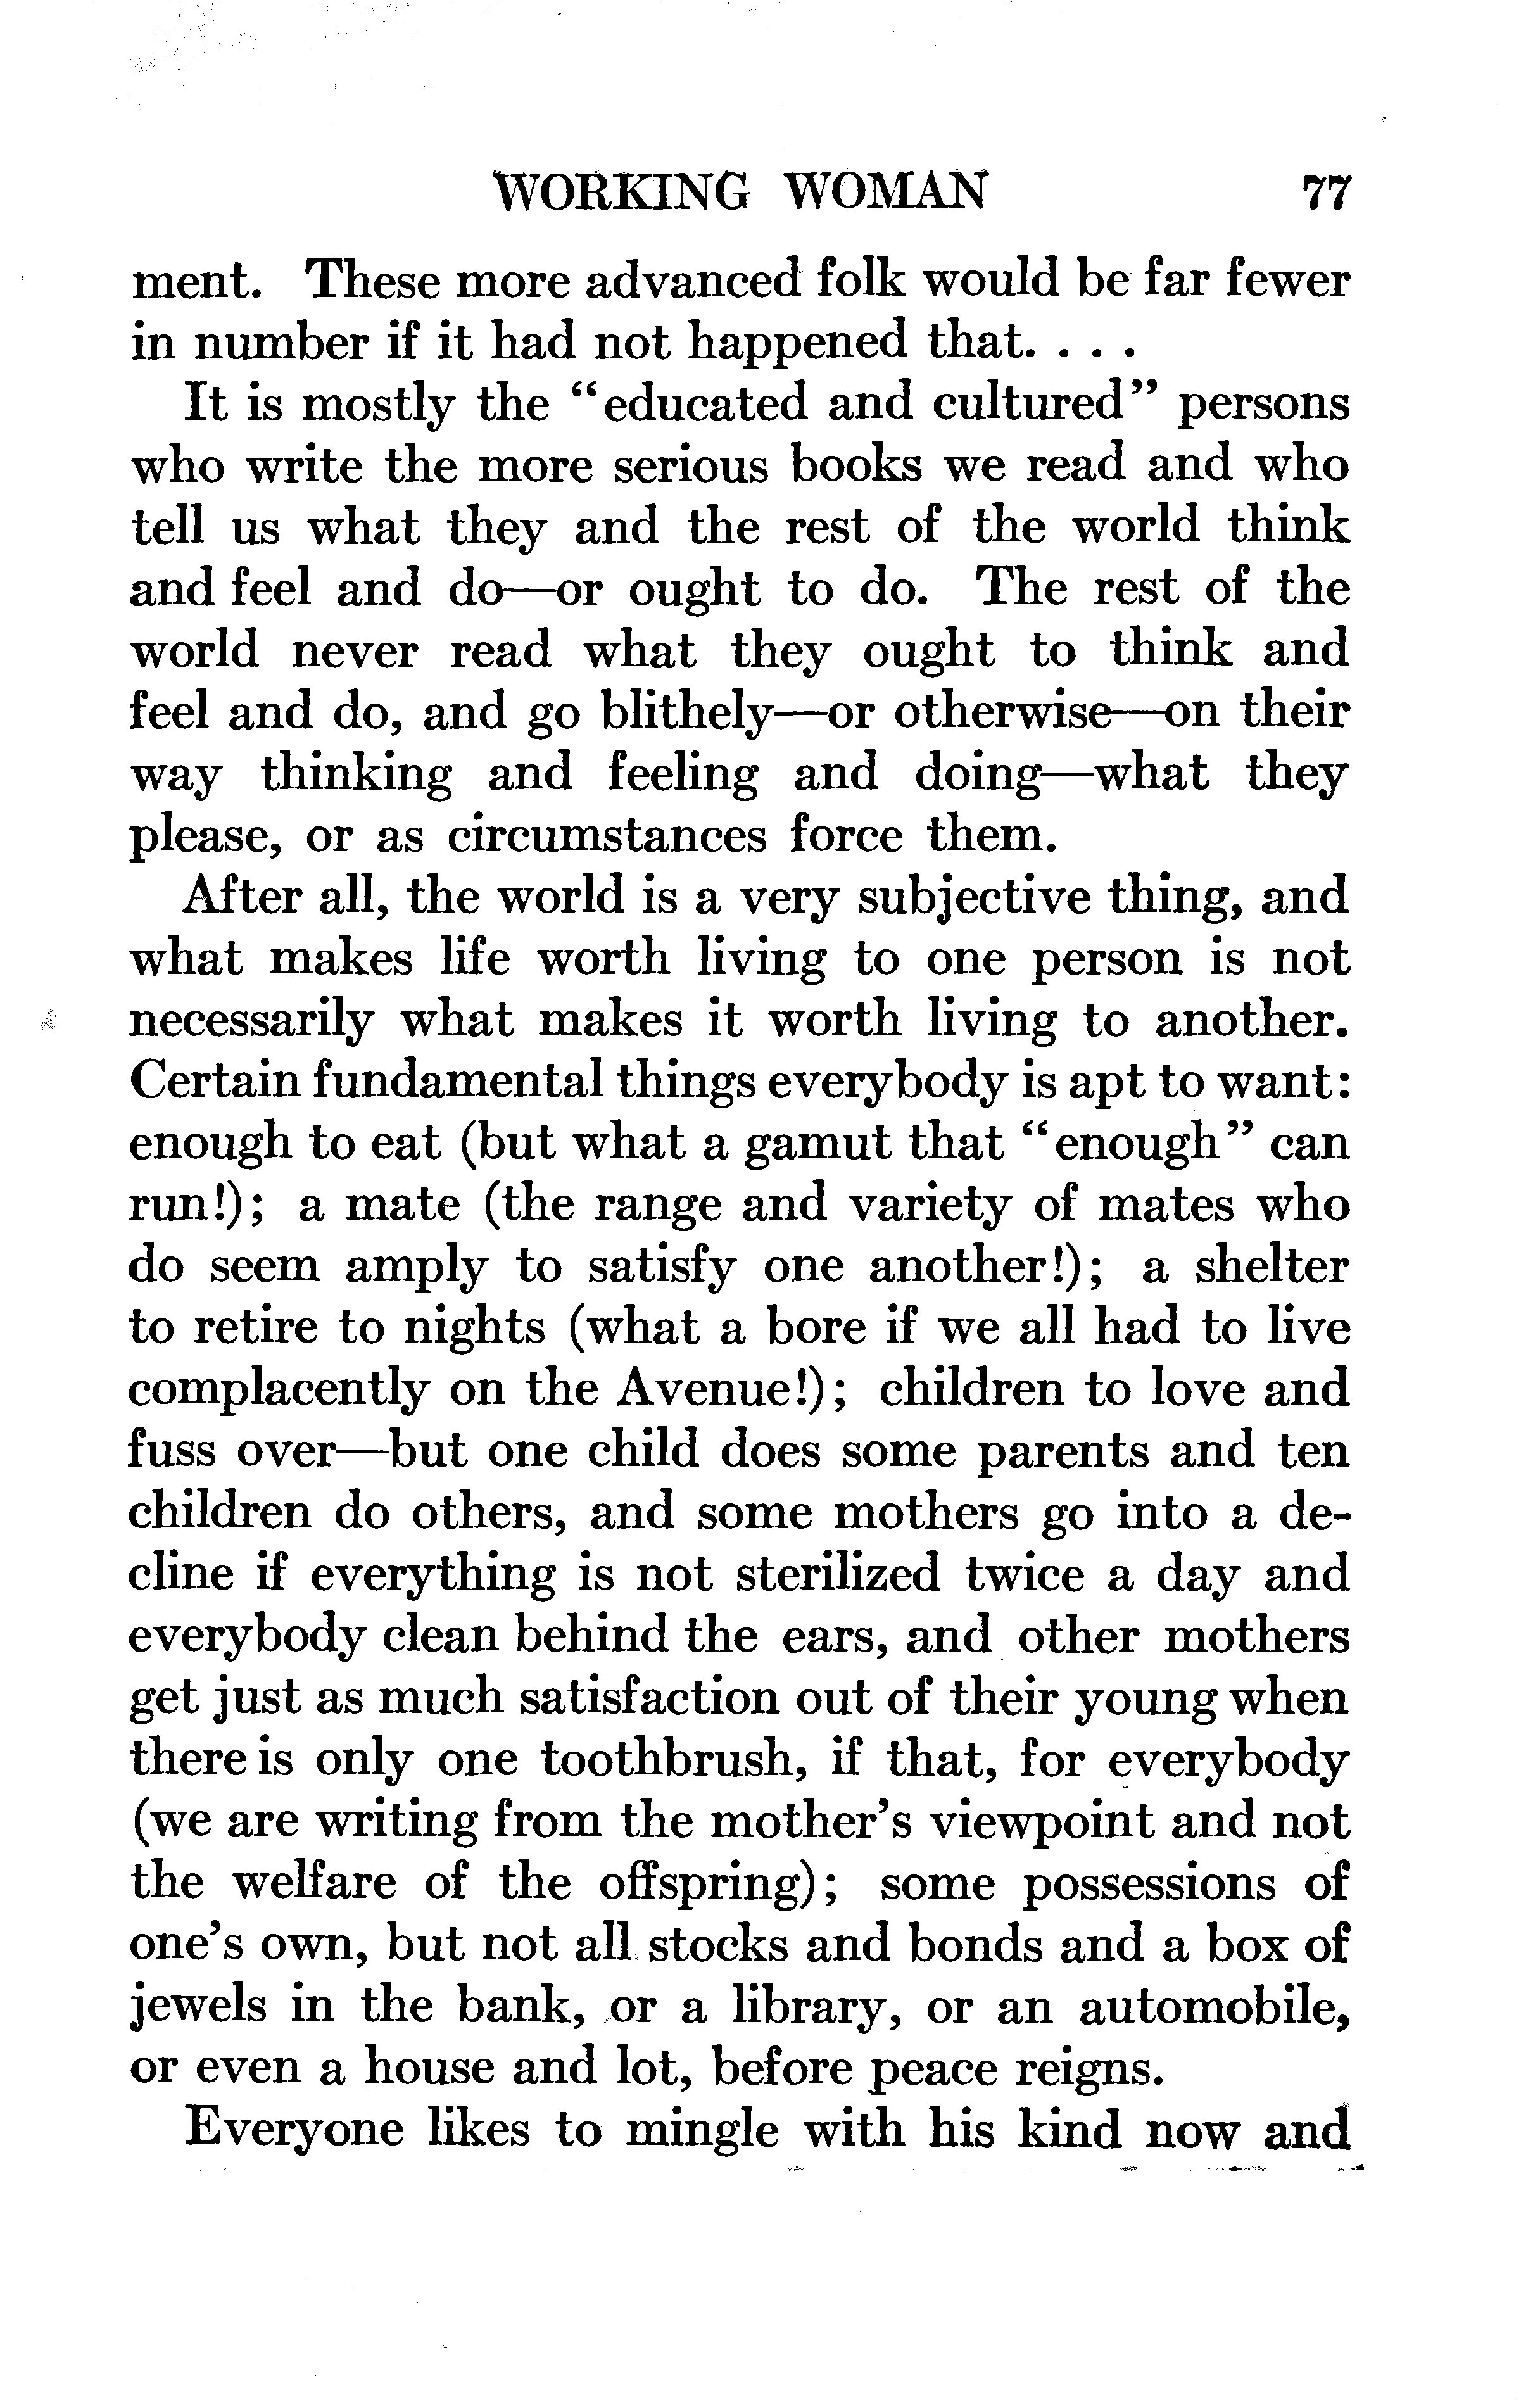 WORKING WOMAN 77
ment. These more advanced folk would be far fewer
in number if it had not happened that. . . .
It is mostly the "educated and cultured" persons
who write the more serious books we read and who
tell us what they and the rest of the world think
and feel and do—or ought to do. The rest of the
world never read what they ought to think and
feel and do, and go blithely—or otherwise—on their
way thinking and feeling and doing—what they
please, or as circumstances force them.
After all, the world is a very subjective thing, and
what makes life worth living to one person is not
necessarily what makes it worth living to another.
Certain fundamental things everybody is apt to want:
enough to eat (but what a gamut that "enough" can
run!); a mate (the range and variety of mates who
do seem amply to satisfy one another!); a shelter
to retire to nights (what a bore if we all had to live
complacently on the Avenue!); children to love and
fuss over—but one child does some parents and ten
children do others, and some mothers go into a de-
cline if everything is not sterilized twice a day and
everybody clean behind the ears, and other mothers
get just as much satisfaction out of their young when
there is only one toothbrush, if that, for everybody
(we are writing from the mother's viewpoint and not
the welfare of the offspring); some possessions of
one's own, but not all stocks and bonds and a box of
jewels in the bank, or a library, or an automobile,
or even a house and lot, before peace reigns.
Everyone likes to mingle with his kind now and